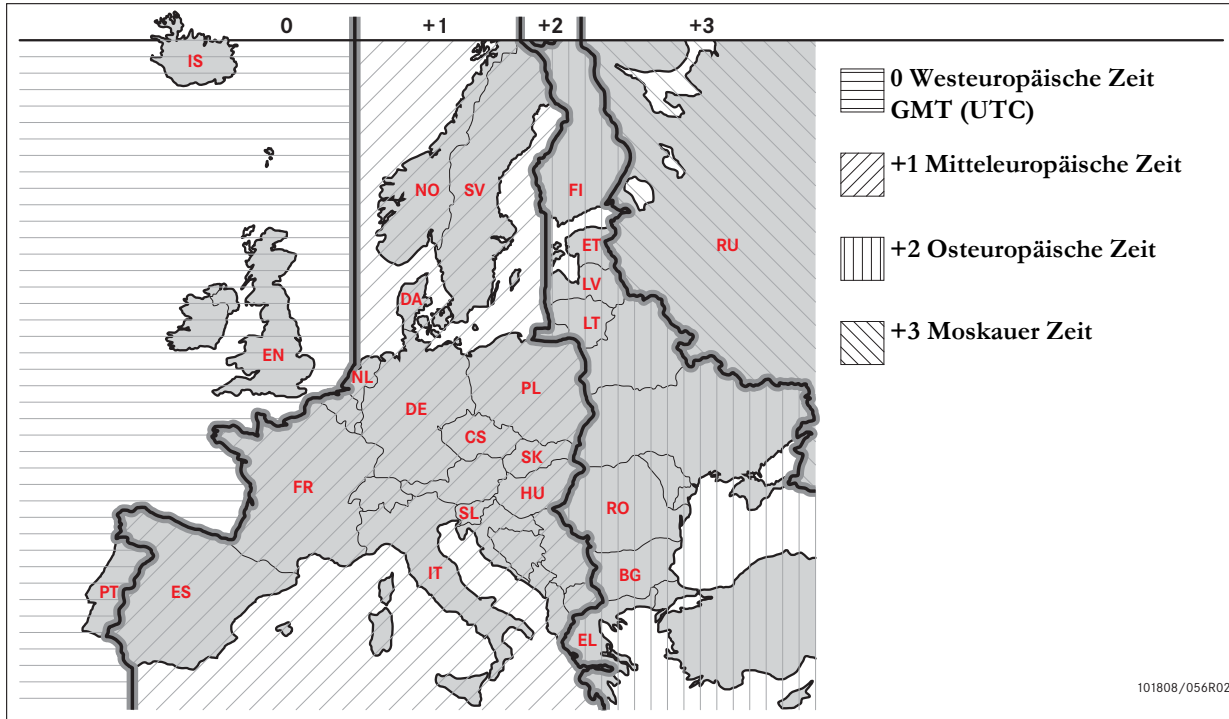 0 +1 +2 +3
IS
0 Westeuropäische Zeit
GMT (UTC)
+1 Mitteleuropäische Zeit
+2 Osteuropäische Zeit
+3 Moskauer Zeit
NO SV FI
ET RU
LV
DA
LT
EN
NL
PL
DE
CS
SK
FR HU
SL RO
IT BG
PT ES
EL
101808/056R02